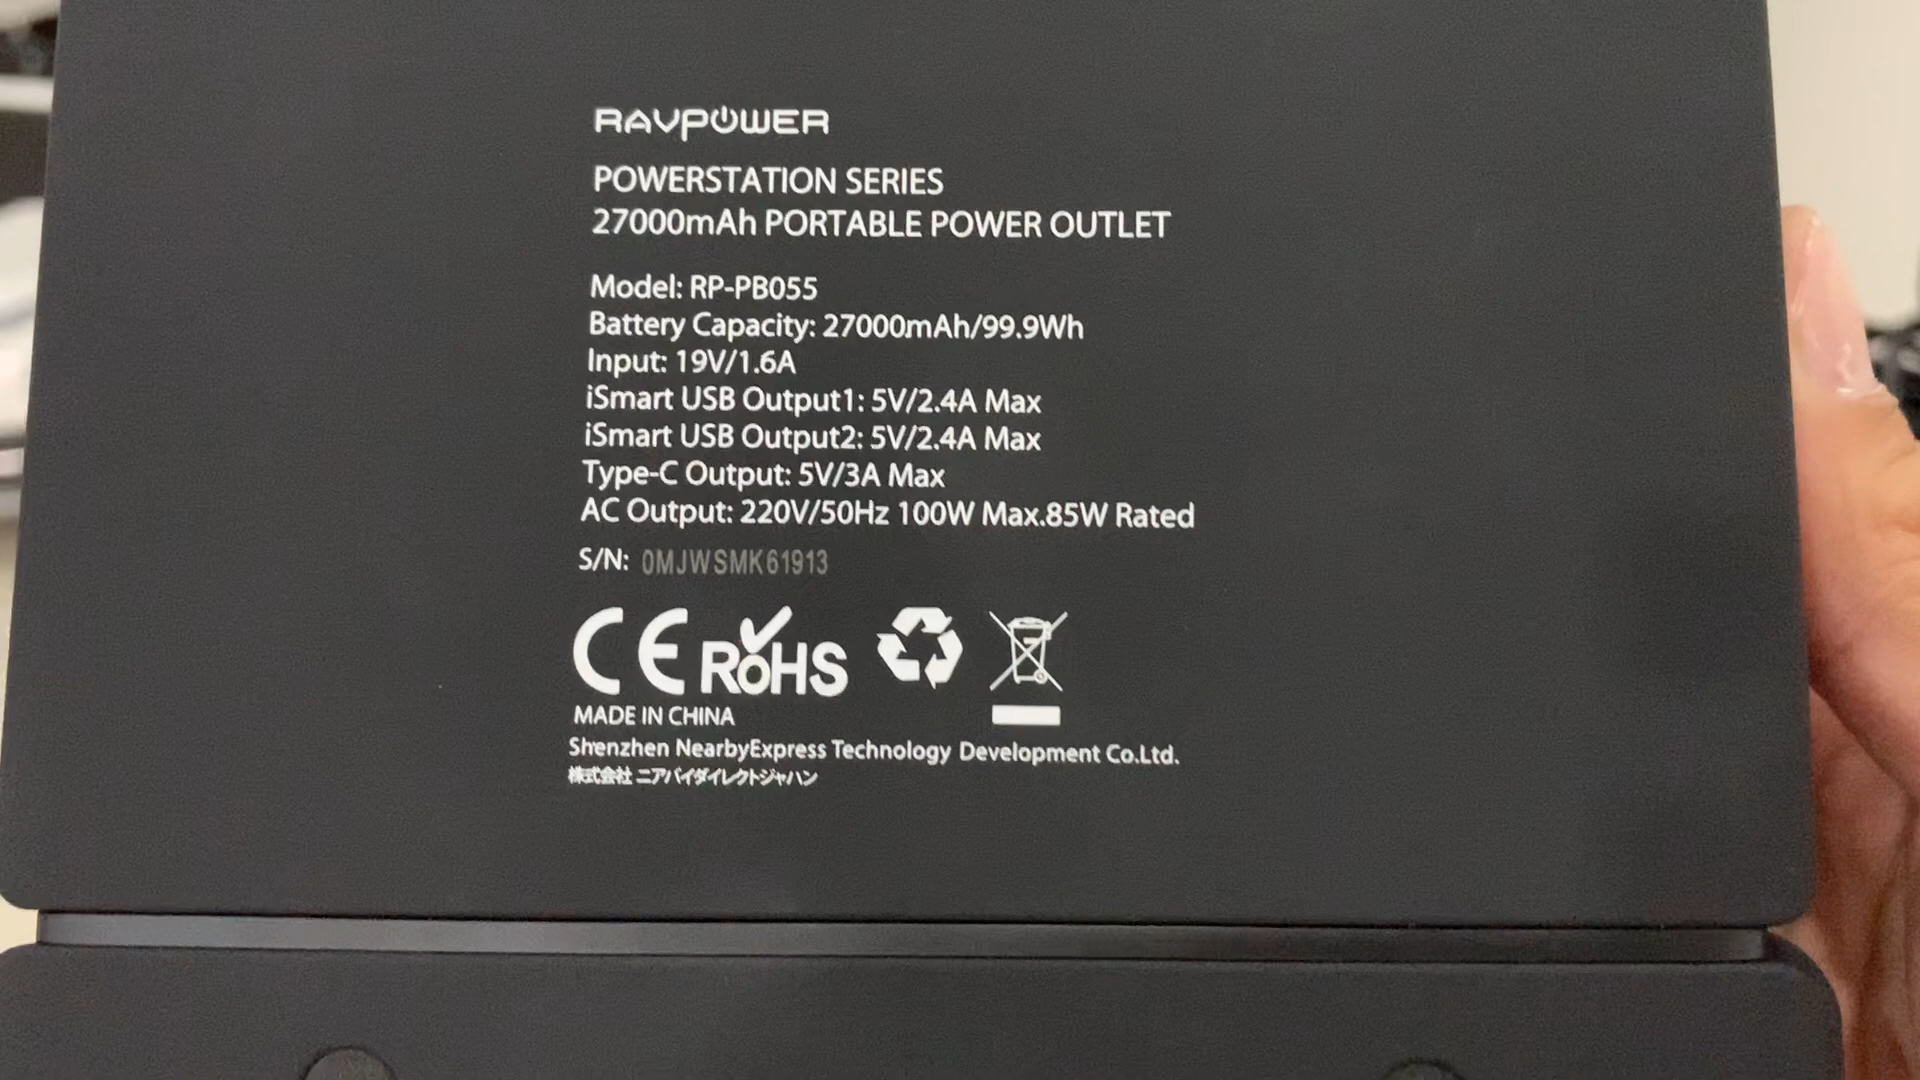 RAVPOWER
POWERSTATION SERIES
27000mAh PORTABLE POWER OUTLET
Model: RP-PB055
Battery Capacity: 27000mAh/99.9Wh
Input: 19V/1.6A
iSmart USB Output1: 5V/2.4A Max
iSmart USB Output2: 5V/2.4A Max
Type-C Output: 5V/3A Max
AC Output: 220V/50Hz 100W Max.85W Rated
S/N: 0MJWSMK61913
CE RoHS
MADE IN CHINA
Shenzhen NearbyExpress Technology Development Co.Ltd.
株式会社 ニアバイダイレクトジャハン